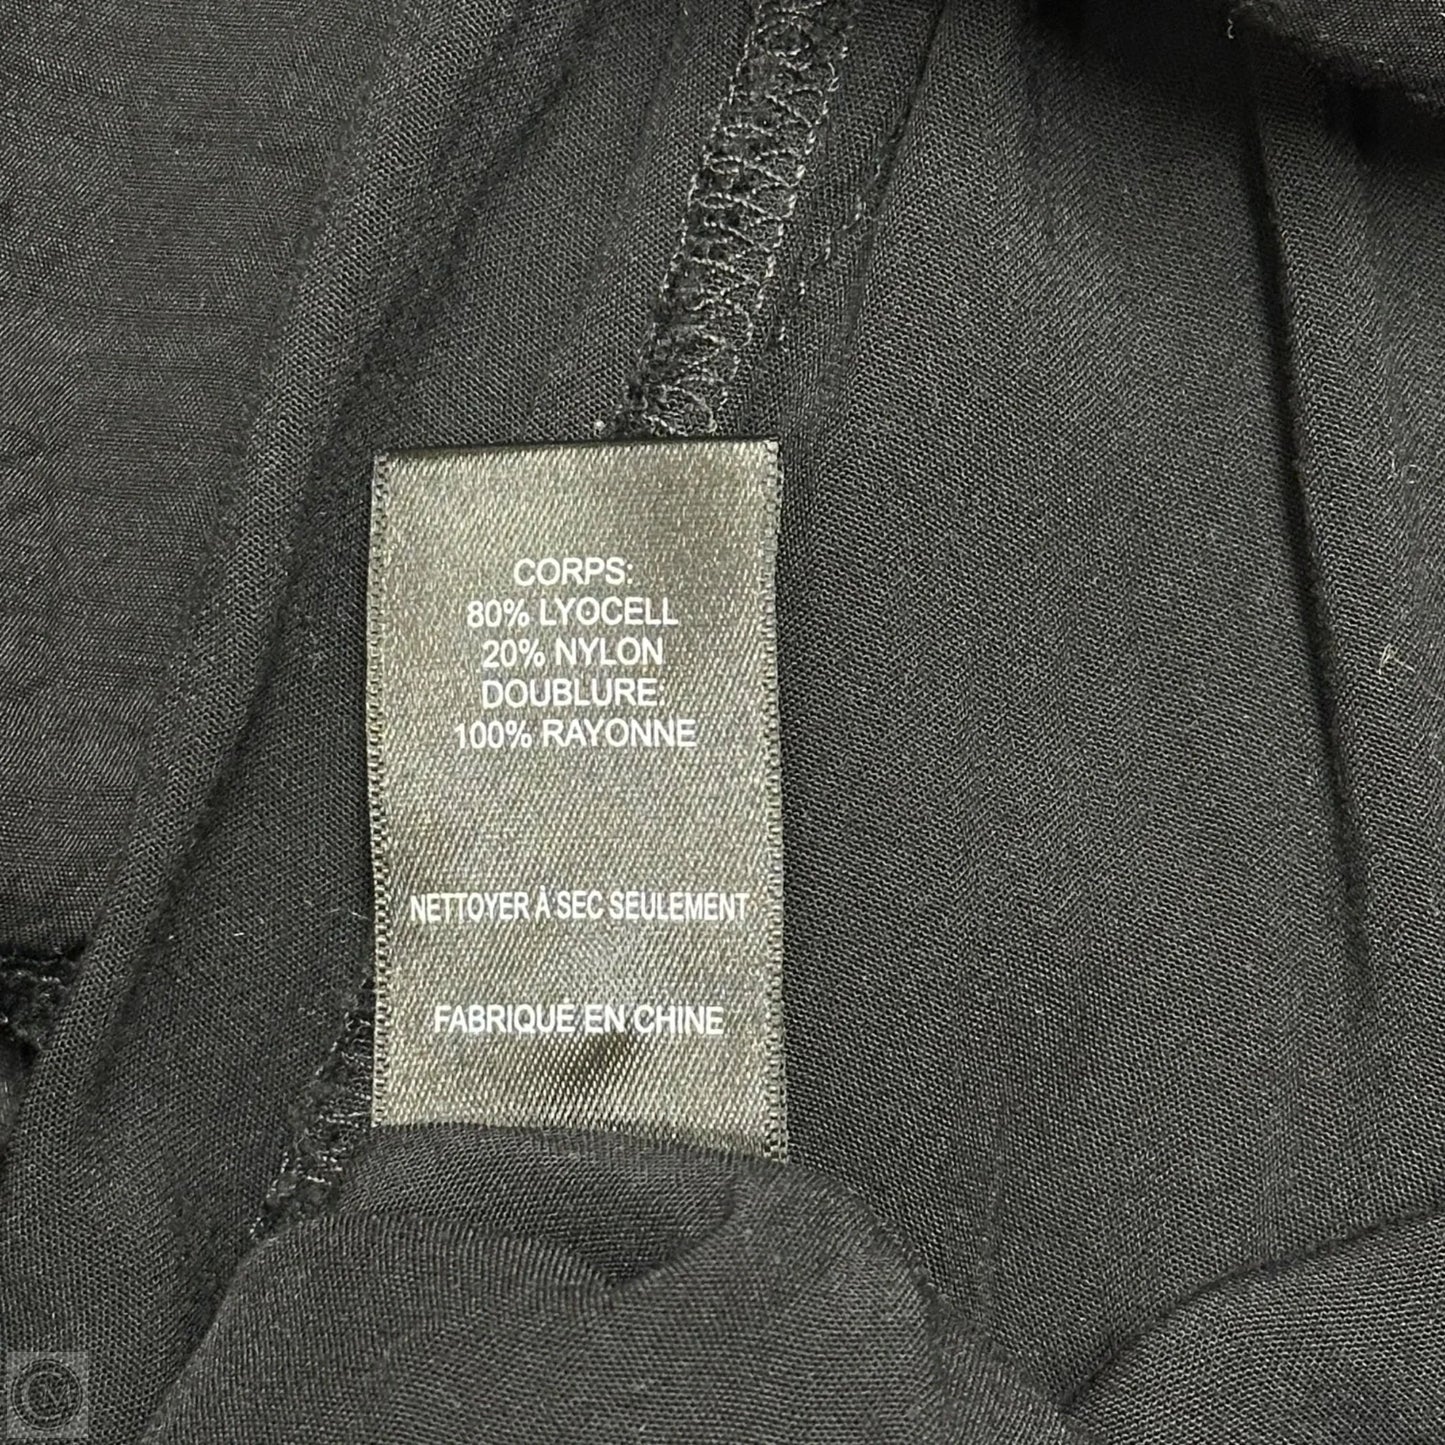 CORPS:
80% LYOCELL
20% NYLON
DOUBLURE:
100% RAYONNE
NETTOYER À SEC SEULEMENT
FABRIQUÉ EN CHINE